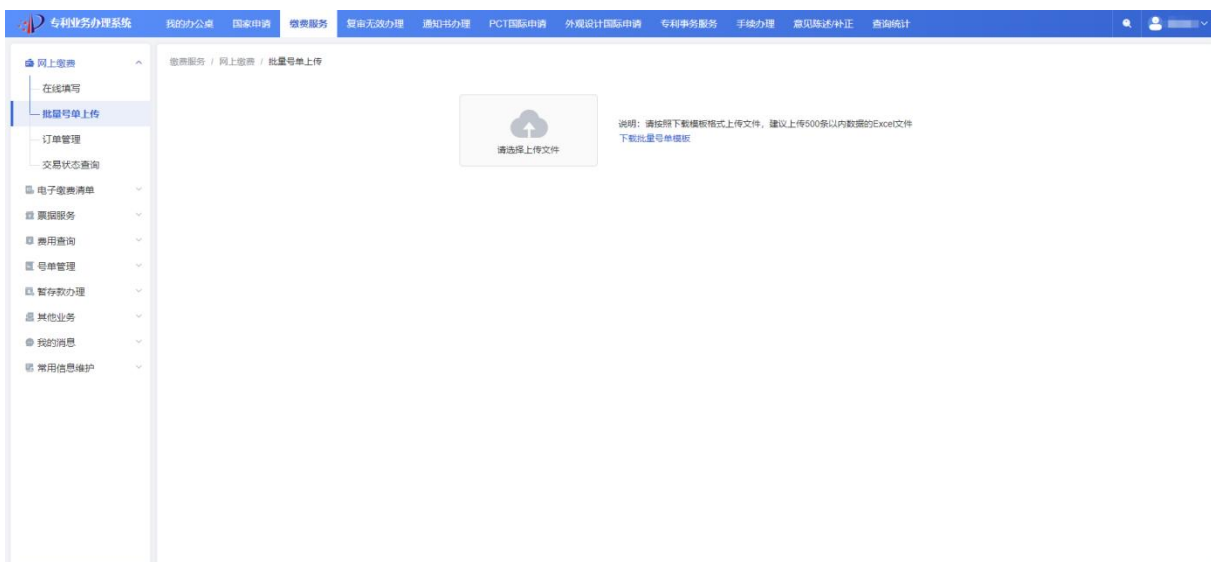 专利业务办理系统
我的办公桌 国家申请 缴费服务 复审无效办理 通知书办理 PCT国际申请 外观设计国际申请 专利事务服务 手续办理 意见陈述/补正 查询统计
网上缴费
在线填写
批量号单上传
订单管理
交易状态查询
电子缴费清单
票据服务
费用查询
号单管理
暂存款办理
其他业务
我的消息
常用信息维护
缴费服务 / 网上缴费 / 批量号单上传
请选择上传文件
说明：请按照下载模板格式上传文件，建议上传500条以内数据的Excel文件
下载批量号单模板